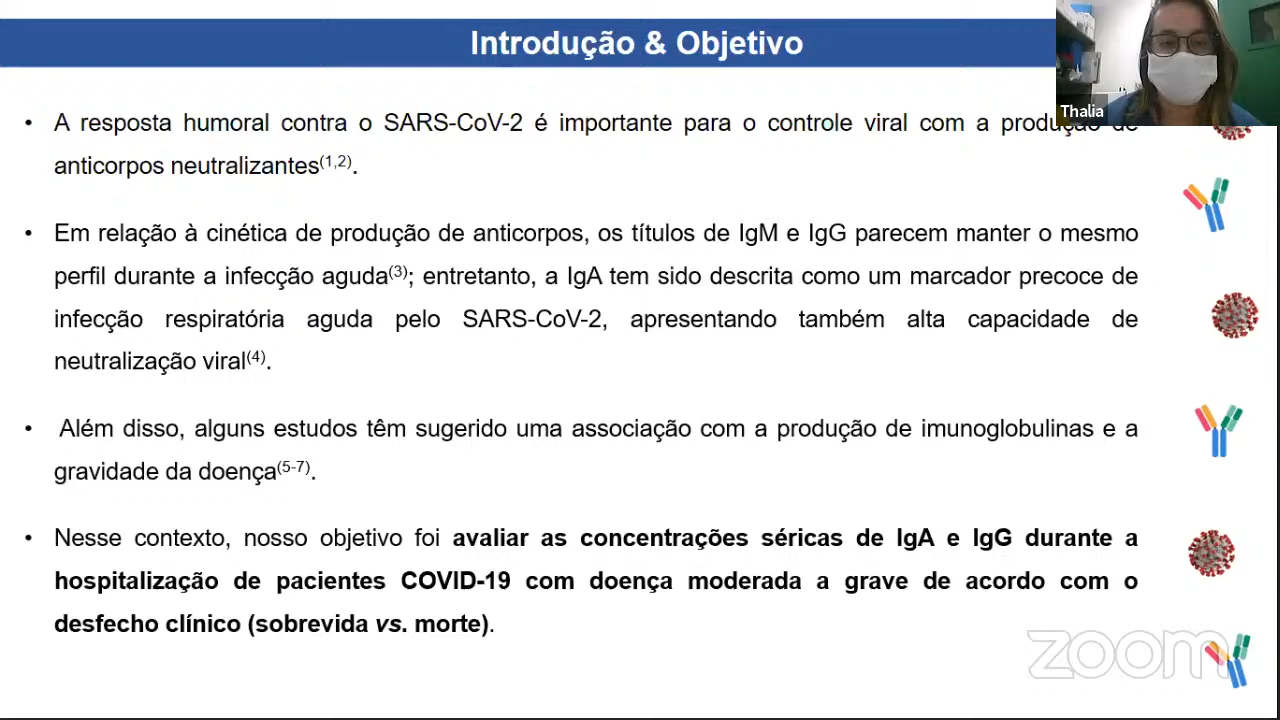 Introdução & Objetivo
Thalia
• A resposta humoral contra o SARS-CoV-2 é importante para o controle viral com a produção de
anticorpos neutralizantes(1,2).
• Em relação à cinética de produção de anticorpos, os títulos de IgM e IgG parecem manter o mesmo
perfil durante a infecção aguda(3); entretanto, a IgA tem sido descrita como um marcador precoce de
infecção respiratória aguda pelo SARS-CoV-2, apresentando também alta capacidade de
neutralização viral(4).
• Além disso, alguns estudos têm sugerido uma associação com a produção de imunoglobulinas e a
gravidade da doença(5-7).
• Nesse contexto, nosso objetivo foi avaliar as concentrações séricas de IgA e IgG durante a
hospitalização de pacientes COVID-19 com doença moderada a grave de acordo com o
desfecho clínico (sobrevida vs. morte).
zoom